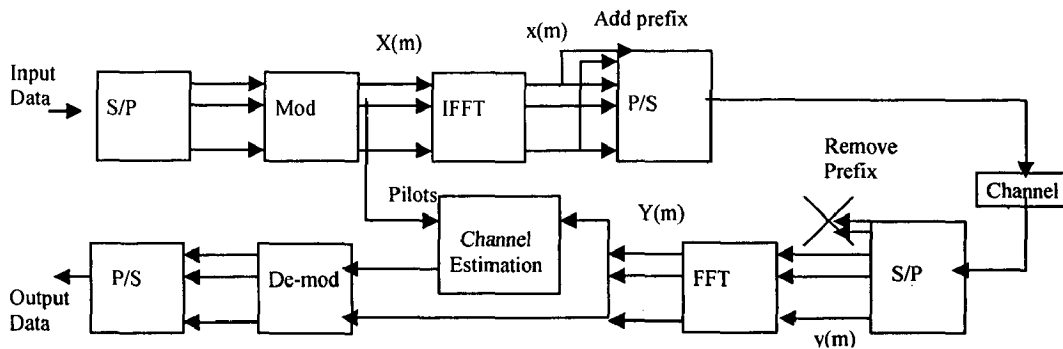 Add prefix
X(m)
x(m)
Input
Data
S/P
Mod
IFFT
P/S
Remove
Prefix
Channel
Pilots
Y(m)
Channel
Estimation
P/S
De-mod
FFT
S/P
Output
Data
y(m)